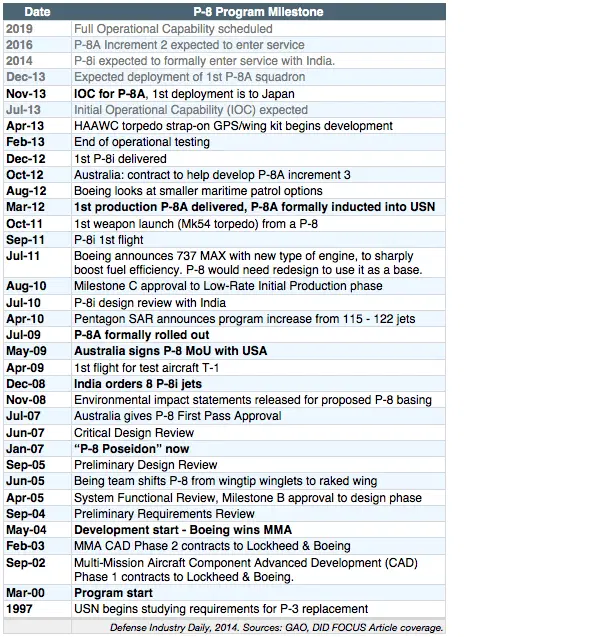 Date P-8 Program Milestone
2019 Full Operational Capability scheduled
2016 P-8A Increment 2 expected to enter service
2014 P-8i expected to formally enter service with India.
Dec-13 Expected deployment of 1st P-8A squadron
Nov-13 IOC for P-8A, 1st deployment is to Japan
Jul-13 Initial Operational Capability (IOC) expected
Apr-13 HAAWC torpedo strap-on GPS/wing kit begins development
Feb-13 End of operational testing
Dec-12 1st P-8i delivered
Oct-12 Australia: contract to help develop P-8A increment 3
Aug-12 Boeing looks at smaller maritime patrol options
Mar-12 1st production P-8A delivered, P-8A formally inducted into USN
Oct-11 1st weapon launch (Mk54 torpedo) from a P-8
Sep-11 P-8i 1st flight
Jul-11 Boeing announces 737 MAX with new type of engine, to sharply
boost fuel efficiency. P-8 would need redesign to use it as a base.
Aug-10 Milestone C approval to Low-Rate Initial Production phase
Jul-10 P-8i design review with India
Apr-10 Pentagon SAR announces program increase from 115 - 122 jets
Jul-09 P-8A formally rolled out
May-09 Australia signs P-8 MoU with USA
Apr-09 1st flight for test aircraft T-1
Dec-08 India orders 8 P-8i jets
Nov-08 Environmental impact statements released for proposed P-8 basing
Jul-07 Australia gives P-8 First Pass Approval
Jun-07 Critical Design Review
Jan-07 “P-8 Poseidon” now
Sep-05 Preliminary Design Review
Jun-05 Being team shifts P-8 from wingtip winglets to raked wing
Apr-05 System Functional Review, Milestone B approval to design phase
Sep-04 Preliminary Requirements Review
May-04 Development start - Boeing wins MMA
Feb-03 MMA CAD Phase 2 contracts to Lockheed & Boeing
Sep-02 Multi-Mission Aircraft Component Advanced Development (CAD)
Phase 1 contracts to Lockheed & Boeing.
Mar-00 Program start
1997 USN begins studying requirements for P-3 replacement
Defense Industry Daily, 2014. Sources: GAO, DID FOCUS Article coverage.